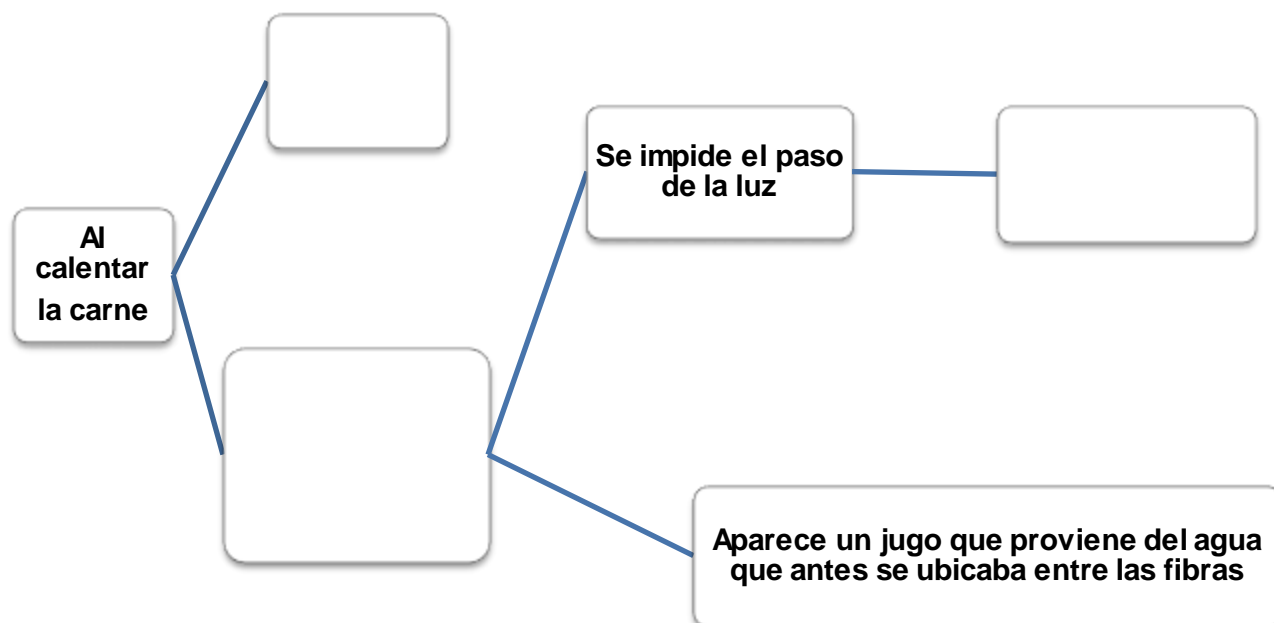 Se impide el paso
de la luz
Al
calentar
la carne
Aparece un jugo que proviene del agua
que antes se ubicaba entre las fibras